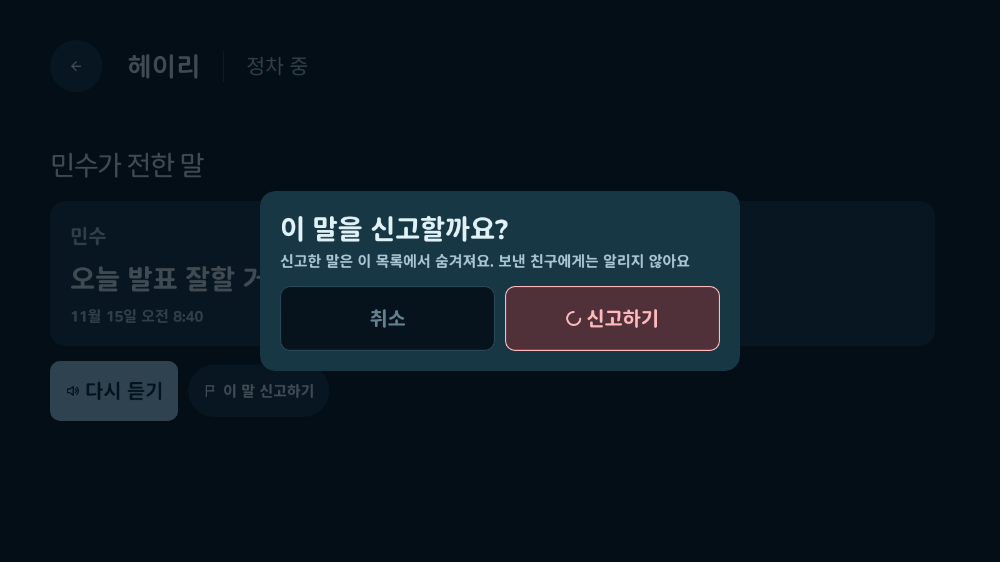 헤이리
정차 중
민수가 전한 말
민수
오늘 발표 잘할
11월 15일 오전 8:40
이 말을 신고할까요?
신고한 말은 이 목록에서 숨겨져요. 보낸 친구에게는 알리지 않아요
취소
신고하기
다시 듣기
이 말 신고하기